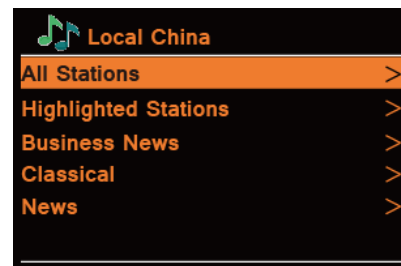 Local China
All Stations >
Highlighted Stations >
Business News >
Classical >
News >